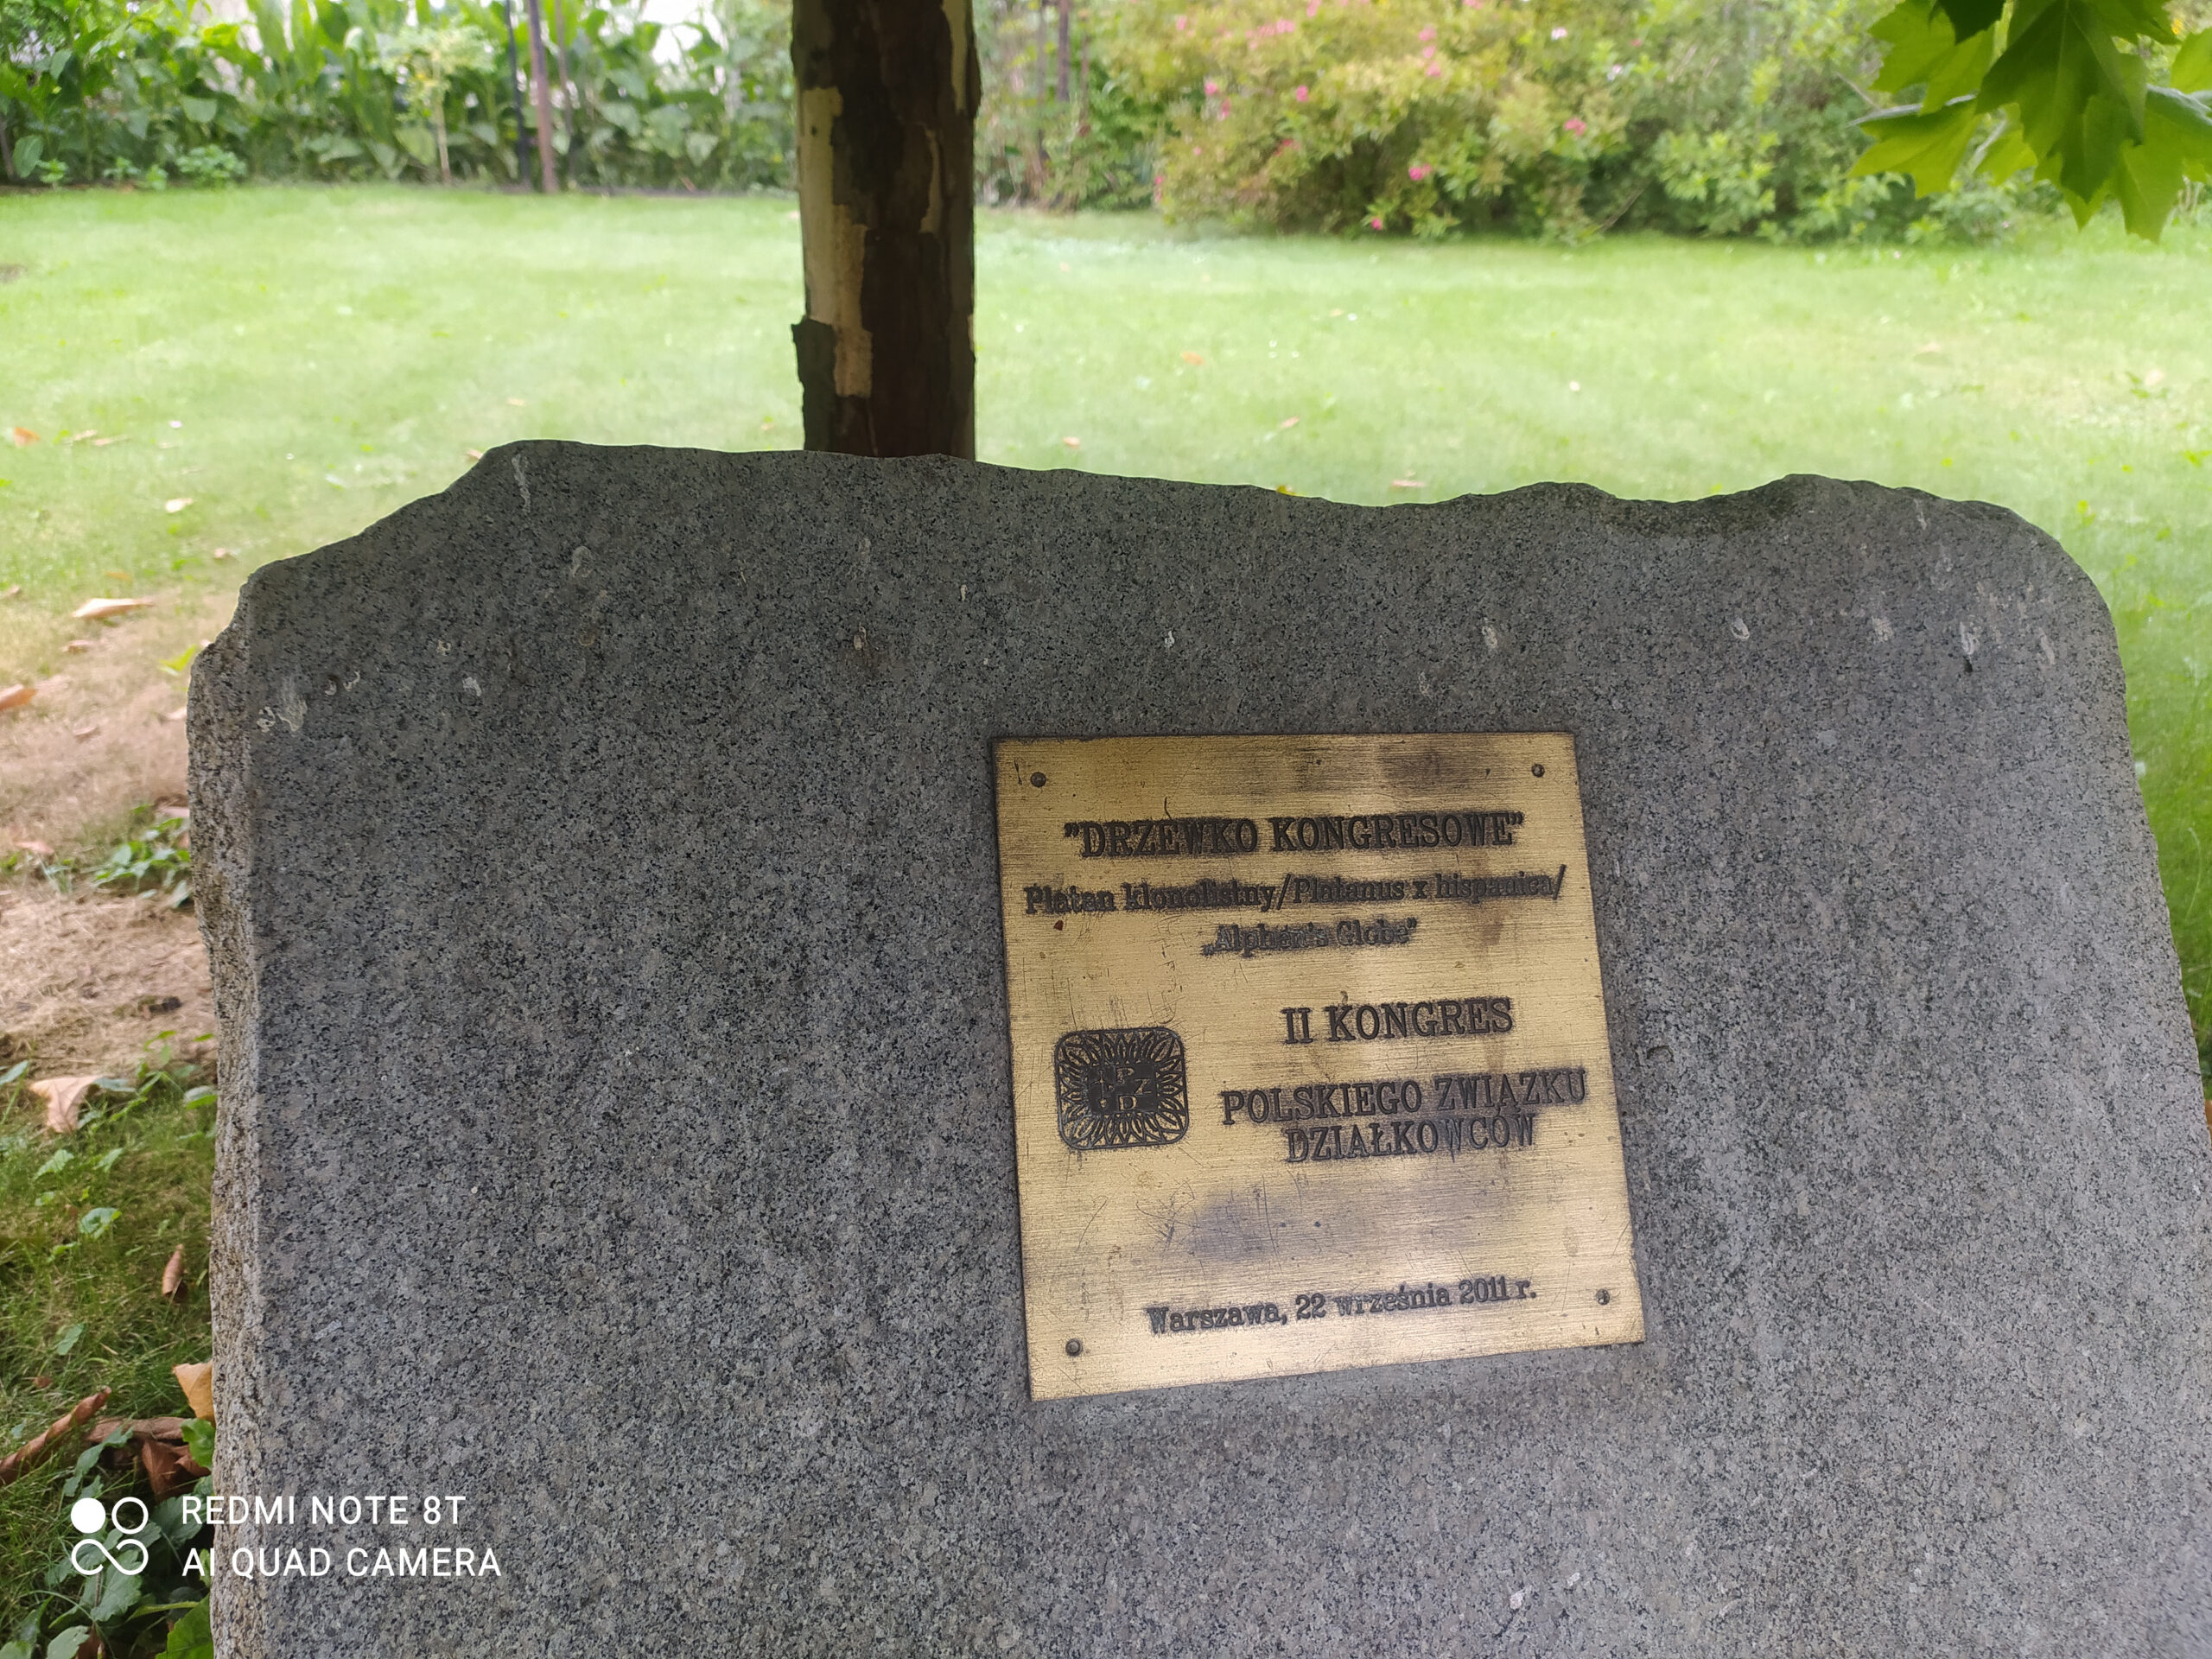 "DRZEWKO KONGRESOWE"
Platan klonolistny/Platanus x hispanica/
„Alphen's Globe"
II KONGRES
PZD
POLSKIEGO ZWIĄZKU
DZIAŁKOWCÓW
Warszawa, 22 września 2011 r.
REDMI NOTE 8T
AI QUAD CAMERA